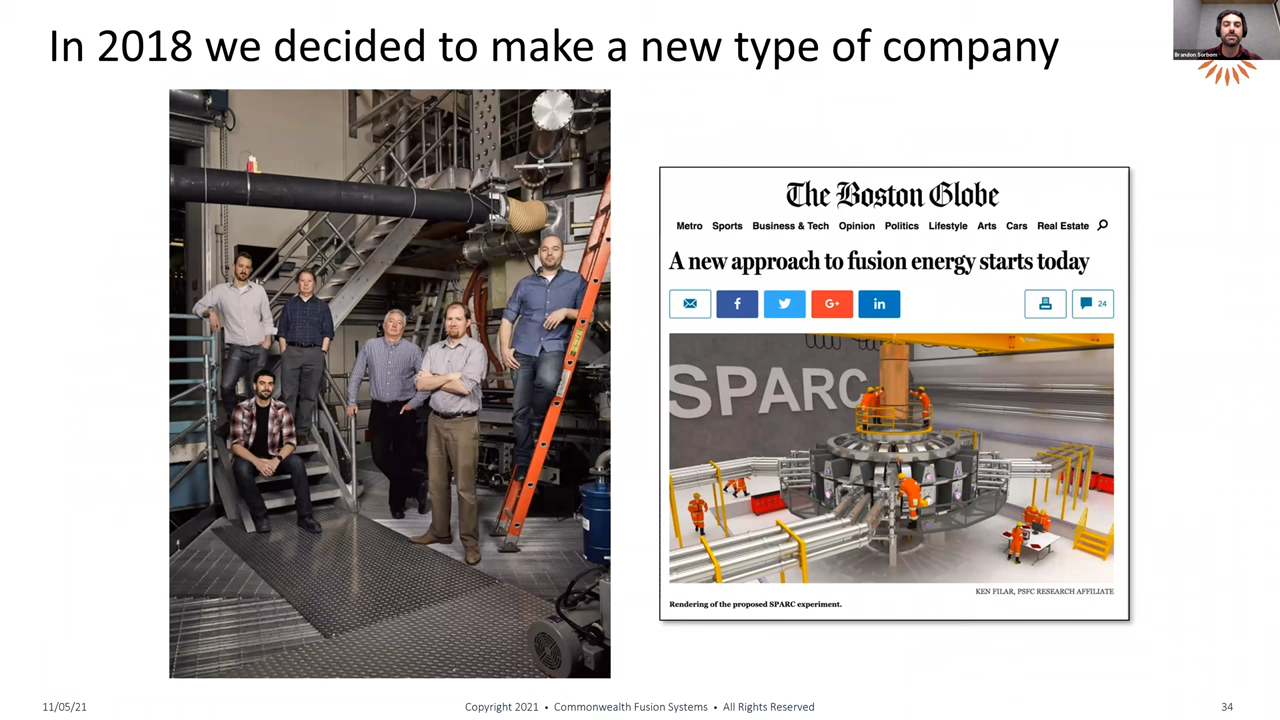 In 2018 we decided to make a new type of company
Brandon Sorbom
The Boston Globe
Metro Sports Business & Tech Opinion Politics Lifestyle Arts Cars Real Estate
A new approach to fusion energy starts today
f G+ in 24
SPARC
KEN FILAR, PSFC RESEARCH AFFILIATE
Rendering of the proposed SPARC experiment.
11/05/21 Copyright 2021 • Commonwealth Fusion Systems • All Rights Reserved 34